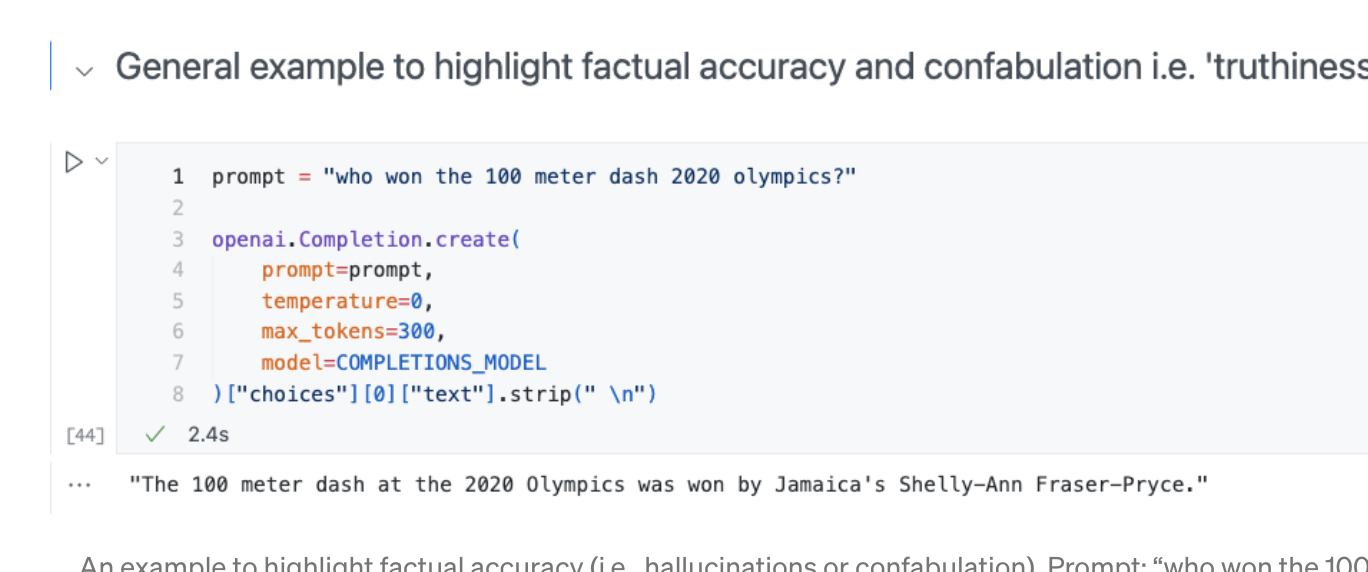 General example to highlight factual accuracy and confabulation i.e. 'truthiness
1 prompt = "who won the 100 meter dash 2020 olympics?"
2
3 openai.Completion.create(
4     prompt=prompt,
5     temperature=0,
6     max_tokens=300,
7     model=COMPLETIONS_MODEL
8 )["choices"][0]["text"].strip(" \n")
[44] ✓ 2.4s
... "The 100 meter dash at the 2020 Olympics was won by Jamaica's Shelly-Ann Fraser-Pryce."
An example to highlight factual accuracy (i.e., hallucinations or confabulation). Prompt: “who won the 100